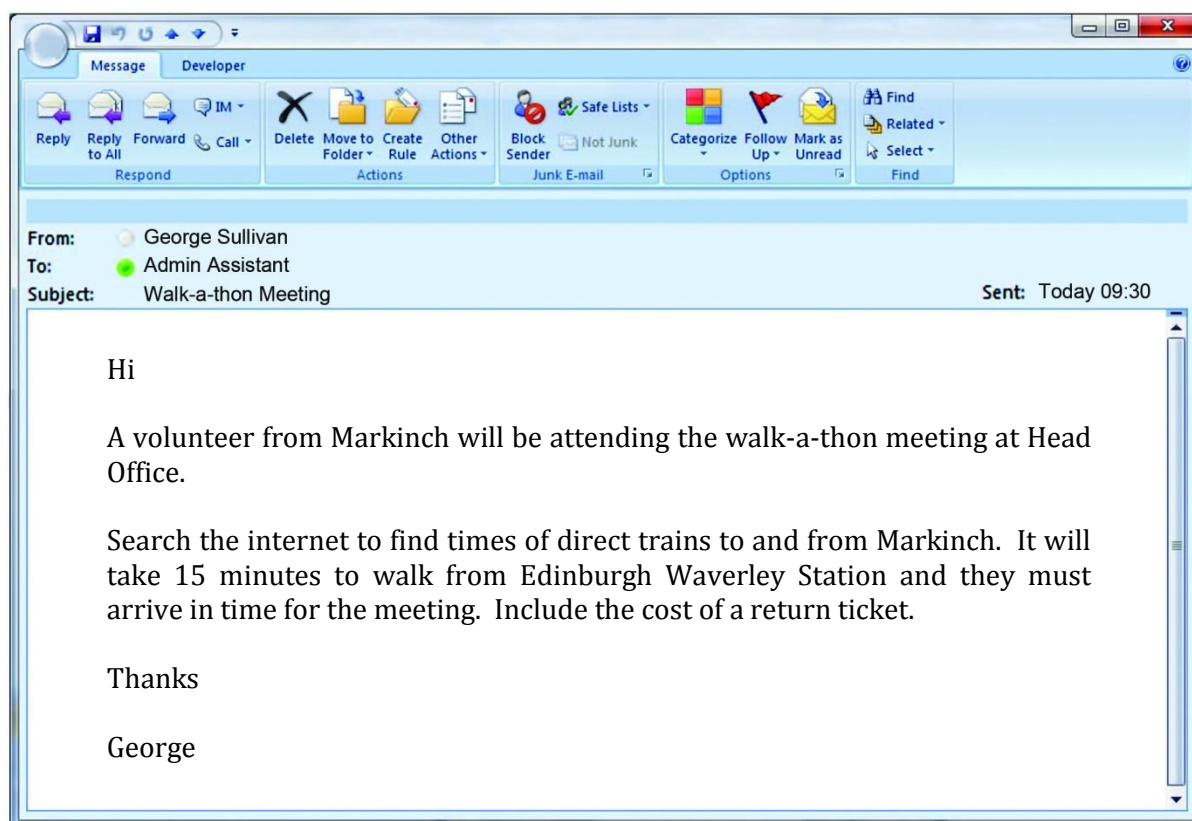 Message Developer
Reply
Reply to All
Forward
IM
Call
Respond
Delete
Move to Folder
Create Rule
Other Actions
Actions
Block Sender
Safe Lists
Not Junk
Junk E-mail
Categorize
Follow Up
Mark as Unread
Options
Find
Related
Select
Find
From: George Sullivan
To: Admin Assistant
Subject: Walk-a-thon Meeting Sent: Today 09:30
Hi
A volunteer from Markinch will be attending the walk-a-thon meeting at Head
Office.
Search the internet to find times of direct trains to and from Markinch. It will
take 15 minutes to walk from Edinburgh Waverley Station and they must
arrive in time for the meeting. Include the cost of a return ticket.
Thanks
George